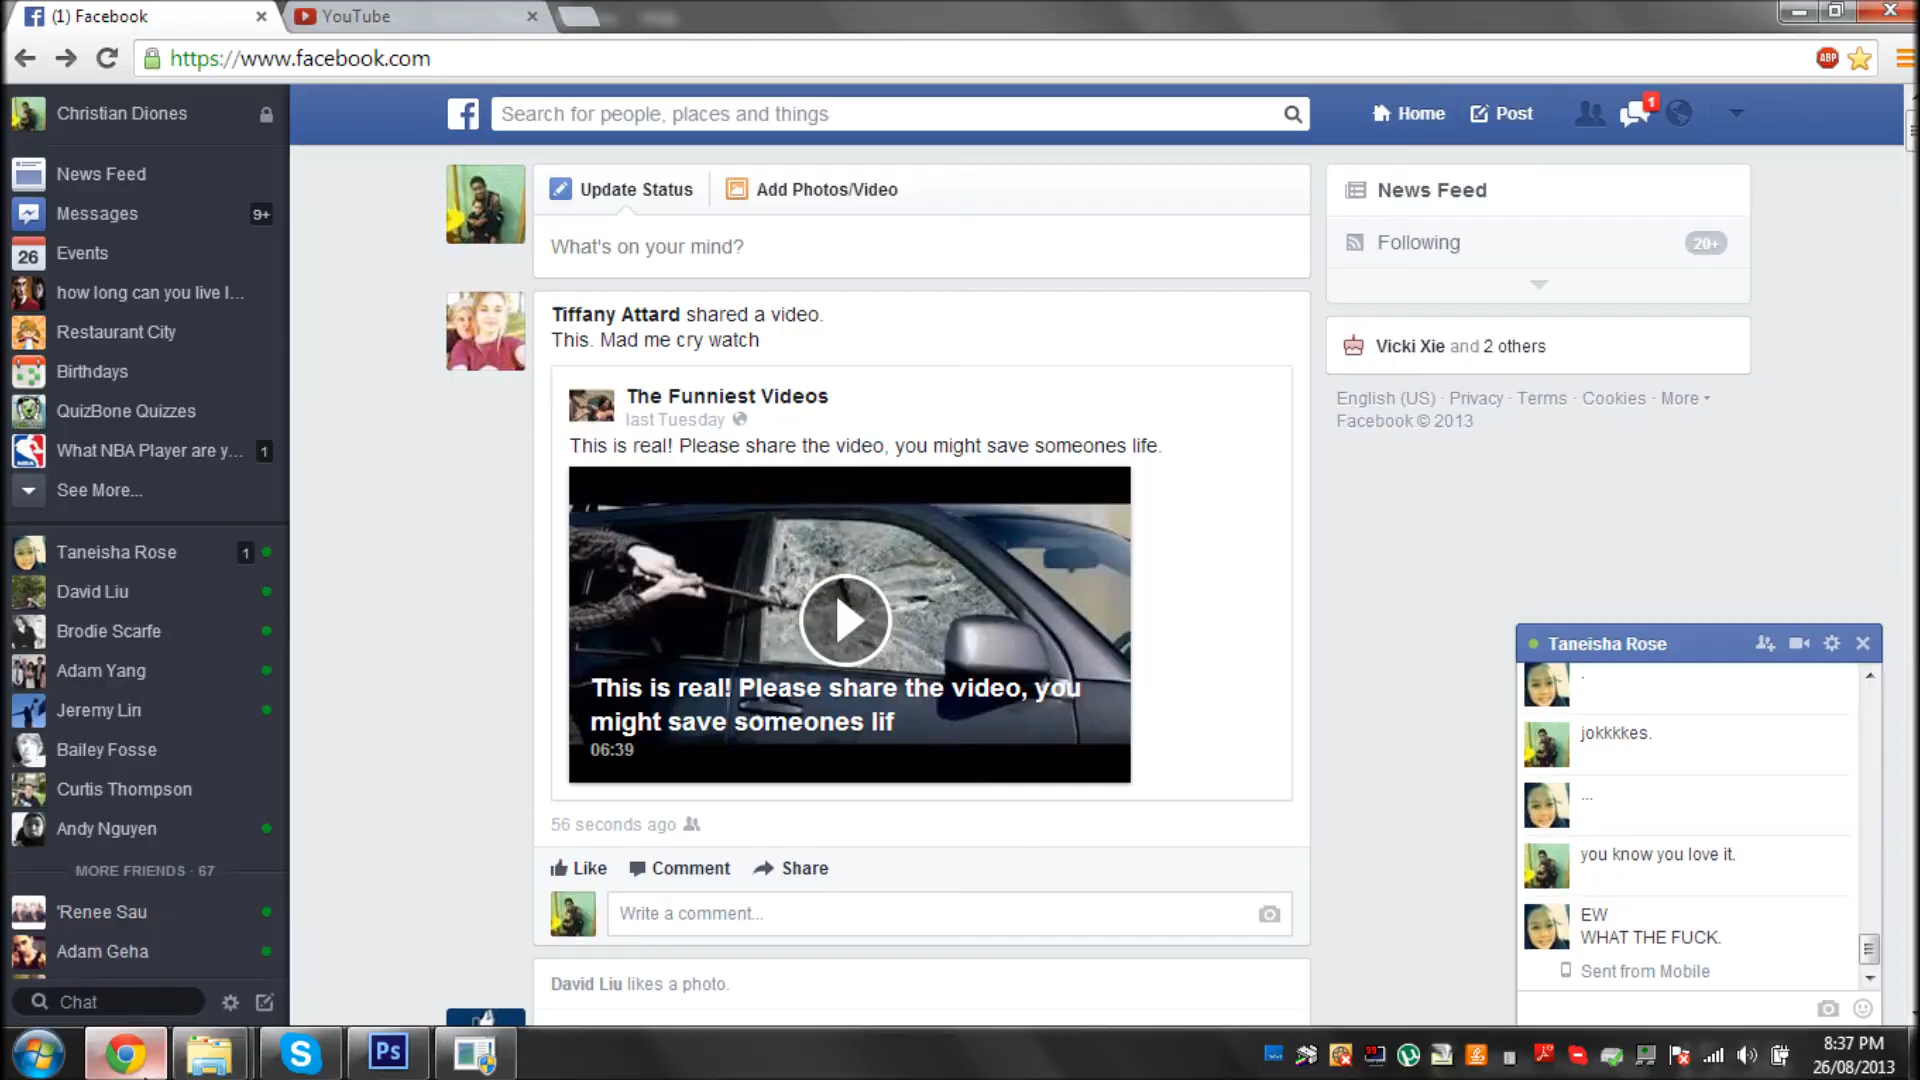 (1) Facebook
YouTube
https://www.facebook.com
ABP
Christian Diones
News Feed
Messages 9+
26 Events
how long can you live l...
Restaurant City
Birthdays
QuizBone Quizzes
What NBA Player are y... 1
See More...
Taneisha Rose 1
David Liu
Brodie Scarfe
Adam Yang
Jeremy Lin
Bailey Fosse
Curtis Thompson
Andy Nguyen
MORE FRIENDS · 67
'Renee Sau
Adam Geha
Chat
Search for people, places and things
Home
Post
1
Update Status
Add Photos/Video
What's on your mind?
Tiffany Attard shared a video.
This. Mad me cry watch
The Funniest Videos
last Tuesday
This is real! Please share the video, you might save someones life.
This is real! Please share the video, you
might save someones lif
06:39
56 seconds ago
Like Comment Share
Write a comment...
David Liu likes a photo.
News Feed
Following 20+
Vicki Xie and 2 others
English (US) · Privacy · Terms · Cookies · More
Facebook © 2013
Taneisha Rose
.
jokkkkes.
...
you know you love it.
EW
WHAT THE FUCK.
Sent from Mobile
Ps
8:37 PM
26/08/2013